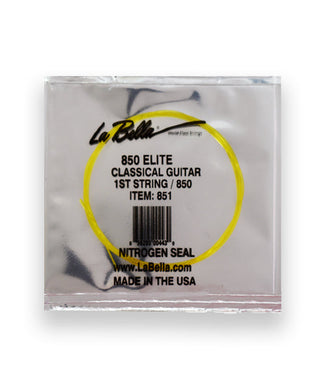 La Bella
850 ELITE
CLASSICAL GUITAR
1ST STRING / 850
ITEM: 851
NITROGEN SEAL
www.LaBella.com
MADE IN THE USA